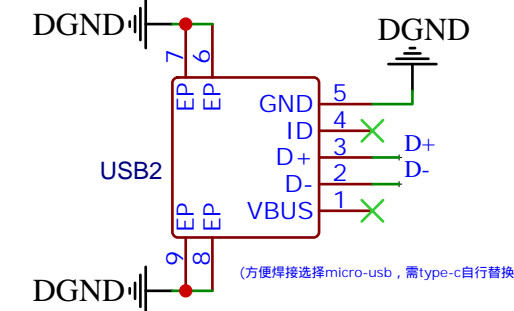 DGND
DGND
7
6
EP
EP
GND
5
ID
4
D+
3
D+
D-
2
D-
USB2
VBUS
1
EP
EP
9
8
(方便焊接选择micro-usb，需type-c自行替换
DGND